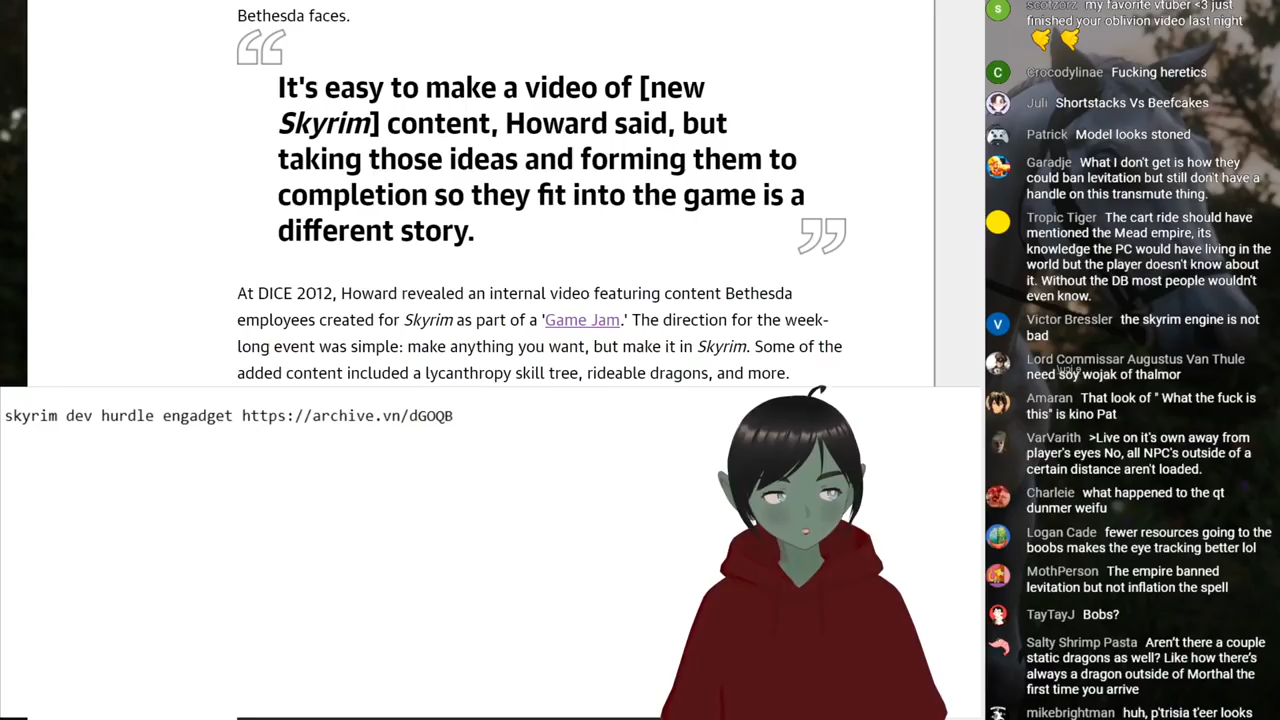 Bethesda faces.
It's easy to make a video of [new
Skyrim] content, Howard said, but
taking those ideas and forming them to
completion so they fit into the game is a
different story.
At DICE 2012, Howard revealed an internal video featuring content Bethesda
employees created for Skyrim as part of a 'Game Jam.' The direction for the week-
long event was simple: make anything you want, but make it in Skyrim. Some of the
added content included a lycanthropy skill tree, rideable dragons, and more.
skyrim dev hurdle engadget https://archive.vn/dGOQB
scotzorz my favorite vtuber <3 just
finished your oblivion video last night
Crocodylinae Fucking heretics
Juli Shortstacks Vs Beefcakes
Patrick Model looks stoned
Garadje What I don't get is how they
could ban levitation but still don't have a
handle on this transmute thing.
Tropic Tiger The cart ride should have
mentioned the Mead empire, its
knowledge the PC would have living in the
world but the player doesn't know about
it. Without the DB most people wouldn't
even know.
Victor Bressler the skyrim engine is not
bad
Lord Commissar Augustus Van Thule
need soy wojak of thalmor
Amaran That look of " What the fuck is
this" is kino Pat
VarVarith >Live on it's own away from
player's eyes No, all NPC's outside of a
certain distance aren't loaded.
Charleie what happened to the qt
dunmer weifu
Logan Cade fewer resources going to the
boobs makes the eye tracking better lol
MothPerson The empire banned
levitation but not inflation the spell
TayTayJ Bobs?
Salty Shrimp Pasta Aren't there a couple
static dragons as well? Like how there's
always a dragon outside of Morthal the
first time you arrive
mikebrightman huh, p'trisia t'eer looks